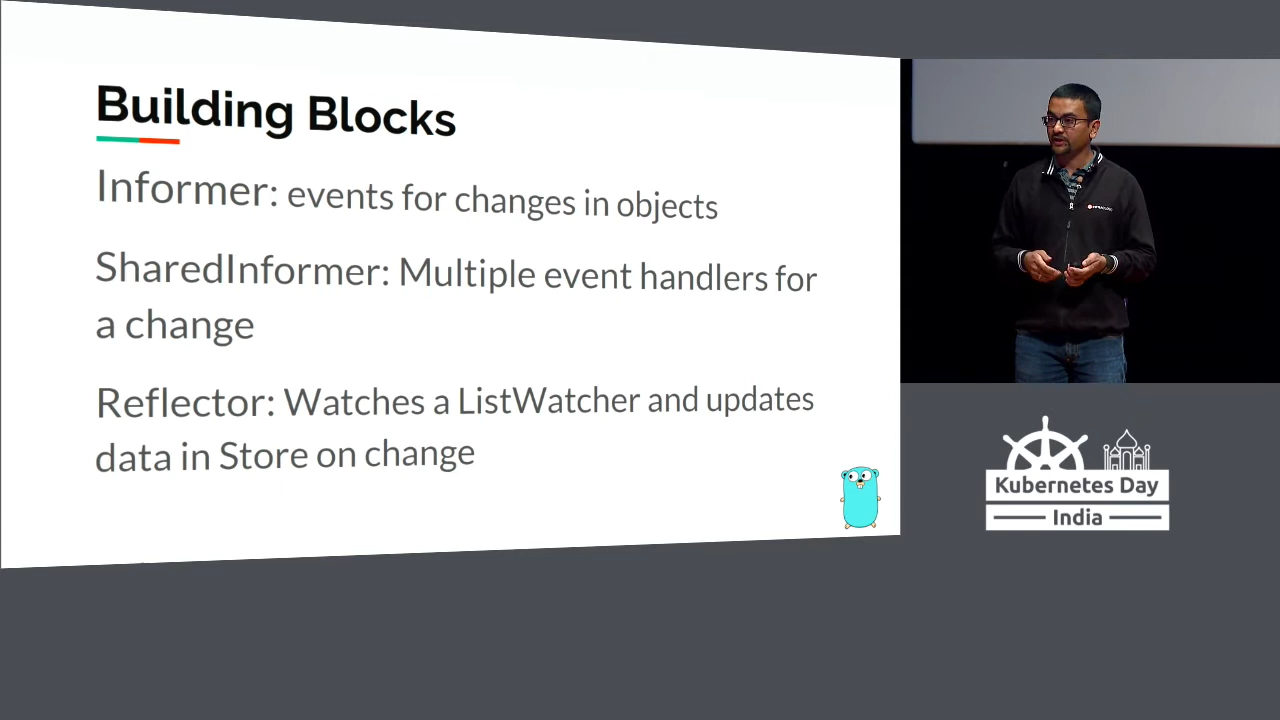 Building Blocks
Informer: events for changes in objects
SharedInformer: Multiple event handlers for
a change
Reflector: Watches a ListWatcher and updates
data in Store on change
Kubernetes Day
India